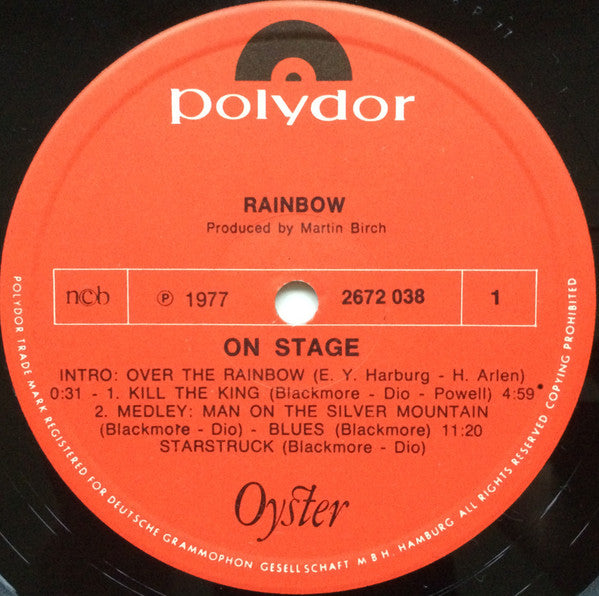 polydor
RAINBOW
Produced by Martin Birch
ncb ℗ 1977 2672 038 1
ON STAGE
INTRO: OVER THE RAINBOW (E. Y. Harburg - H. Arlen)
0:31 - 1. KILL THE KING (Blackmore - Dio - Powell) 4:59
2. MEDLEY: MAN ON THE SILVER MOUNTAIN
(Blackmore - Dio) - BLUES (Blackmore) 11:20
STARSTRUCK (Blackmore - Dio)
Oyster
POLYDOR TRADE MARK REGISTERED FOR DEUTSCHE GRAMMOPHON GESELLSCHAFT M B H. HAMBURG ALL RIGHTS RESERVED COPYING PROHIBITED